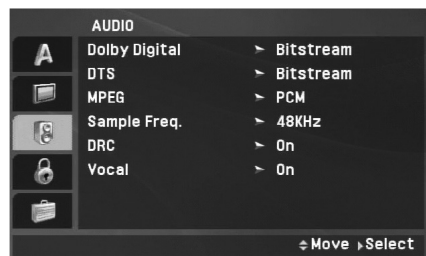 AUDIO
A
Dolby Digital ➢ Bitstream
DTS ➢ Bitstream
MPEG ➢ PCM
Sample Freq. ➢ 48KHz
DRC ➢ On
Vocal ➢ On
Move Select